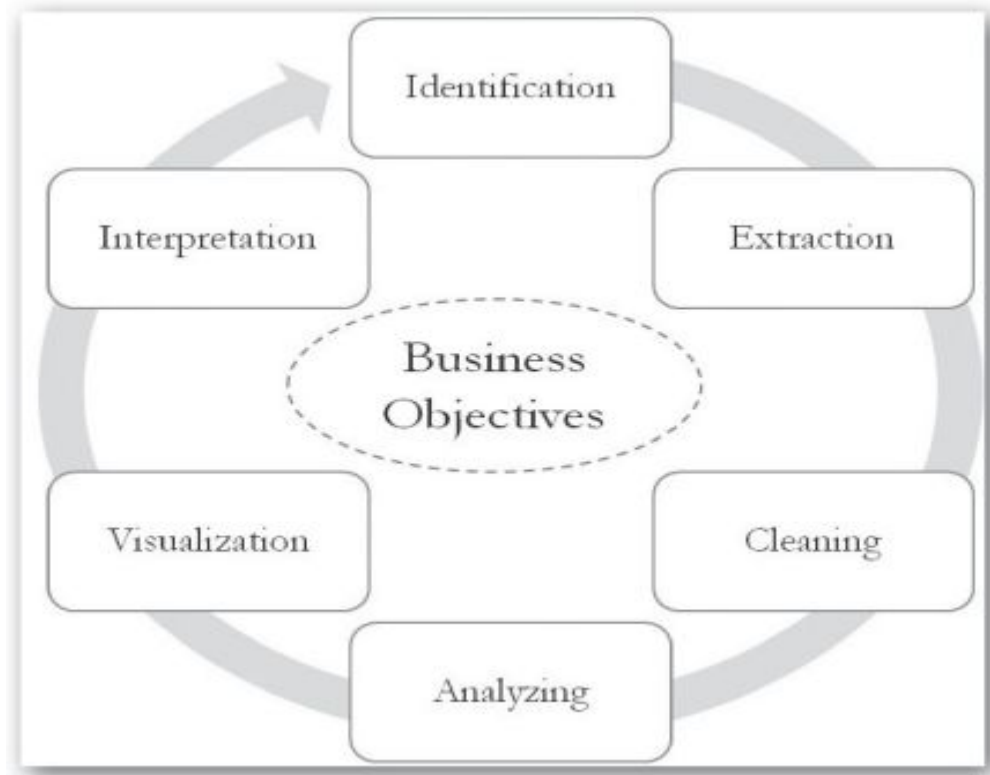 Identification
Extraction
Cleaning
Analyzing
Visualization
Interpretation
Business
Objectives